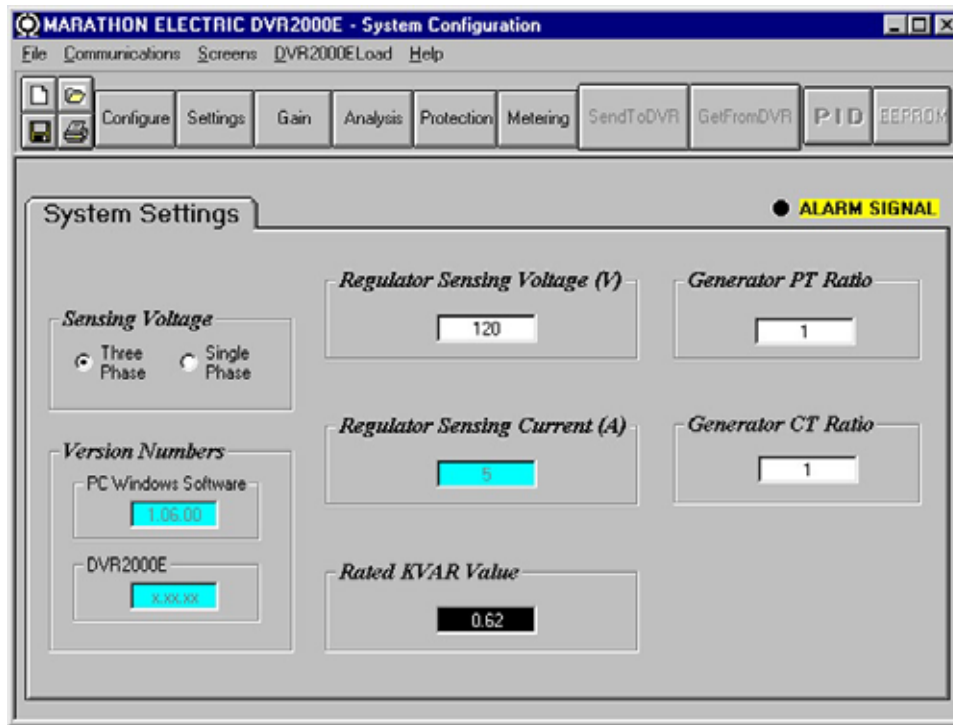 MARATHON ELECTRIC DVR2000E - System Configuration
File Communications Screens DVR2000ELoad Help
Configure Settings Gain Analysis Protection Metering SendToDVR GetFromDVR PID EEPROM
System Settings
ALARM SIGNAL
Sensing Voltage
Three Phase
Single Phase
Version Numbers
PC Windows Software
1.06.00
DVR2000E
x.xx.xx
Regulator Sensing Voltage (V)
120
Regulator Sensing Current (A)
5
Rated KVAR Value
0.62
Generator PT Ratio
1
Generator CT Ratio
1